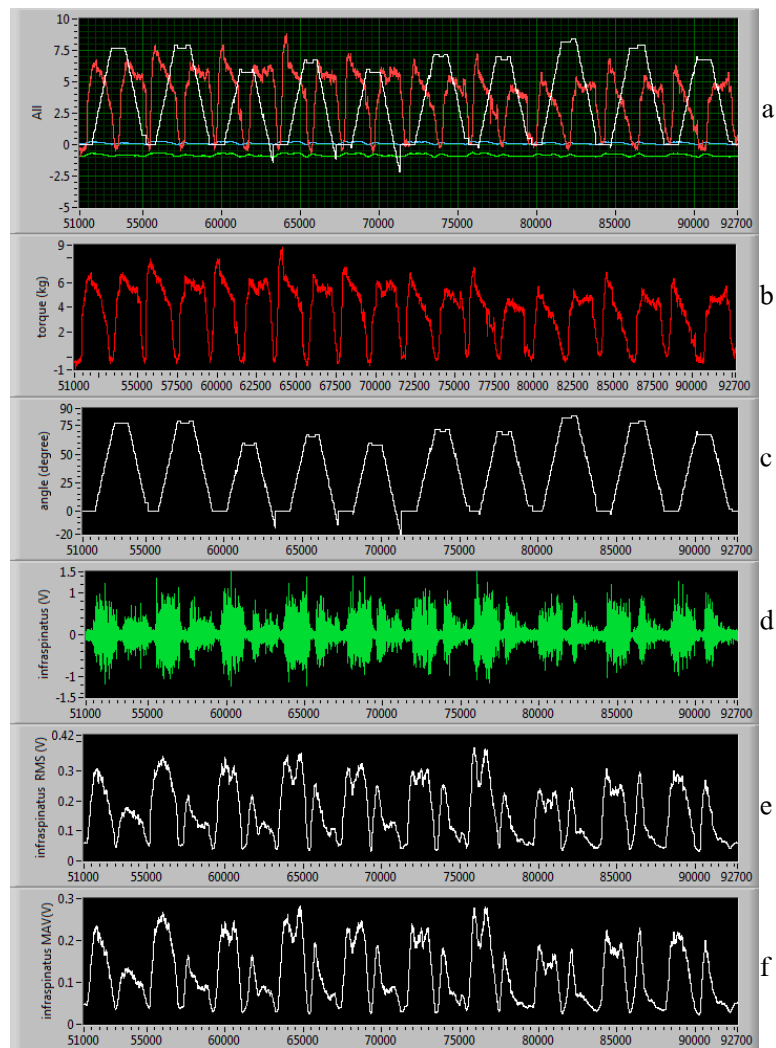 10
7.5
5
2.5
0
-2.5
-5
All
51000 55000 60000 65000 70000 75000 80000 85000 90000 92700
a
9
6
4
2
-1
torque (kg)
51000 55000 57500 60000 62500 65000 67500 70000 72500 75000 77500 80000 82500 85000 87500 90000 92700
b
90
75
50
25
0
-20
angle (degree)
51000 55000 60000 65000 70000 75000 80000 85000 90000 92700
c
1.5
1
0
-1
-1.5
infraspinatus (V)
51000 55000 60000 65000 70000 75000 80000 85000 90000 92700
d
0.42
0.3
0.2
0.1
0
infraspinatus RMS (V)
51000 55000 60000 65000 70000 75000 80000 85000 90000 92700
e
0.3
0.2
0.1
0
infraspinatus MAV(V)
51000 55000 60000 65000 70000 75000 80000 85000 90000 92700
f